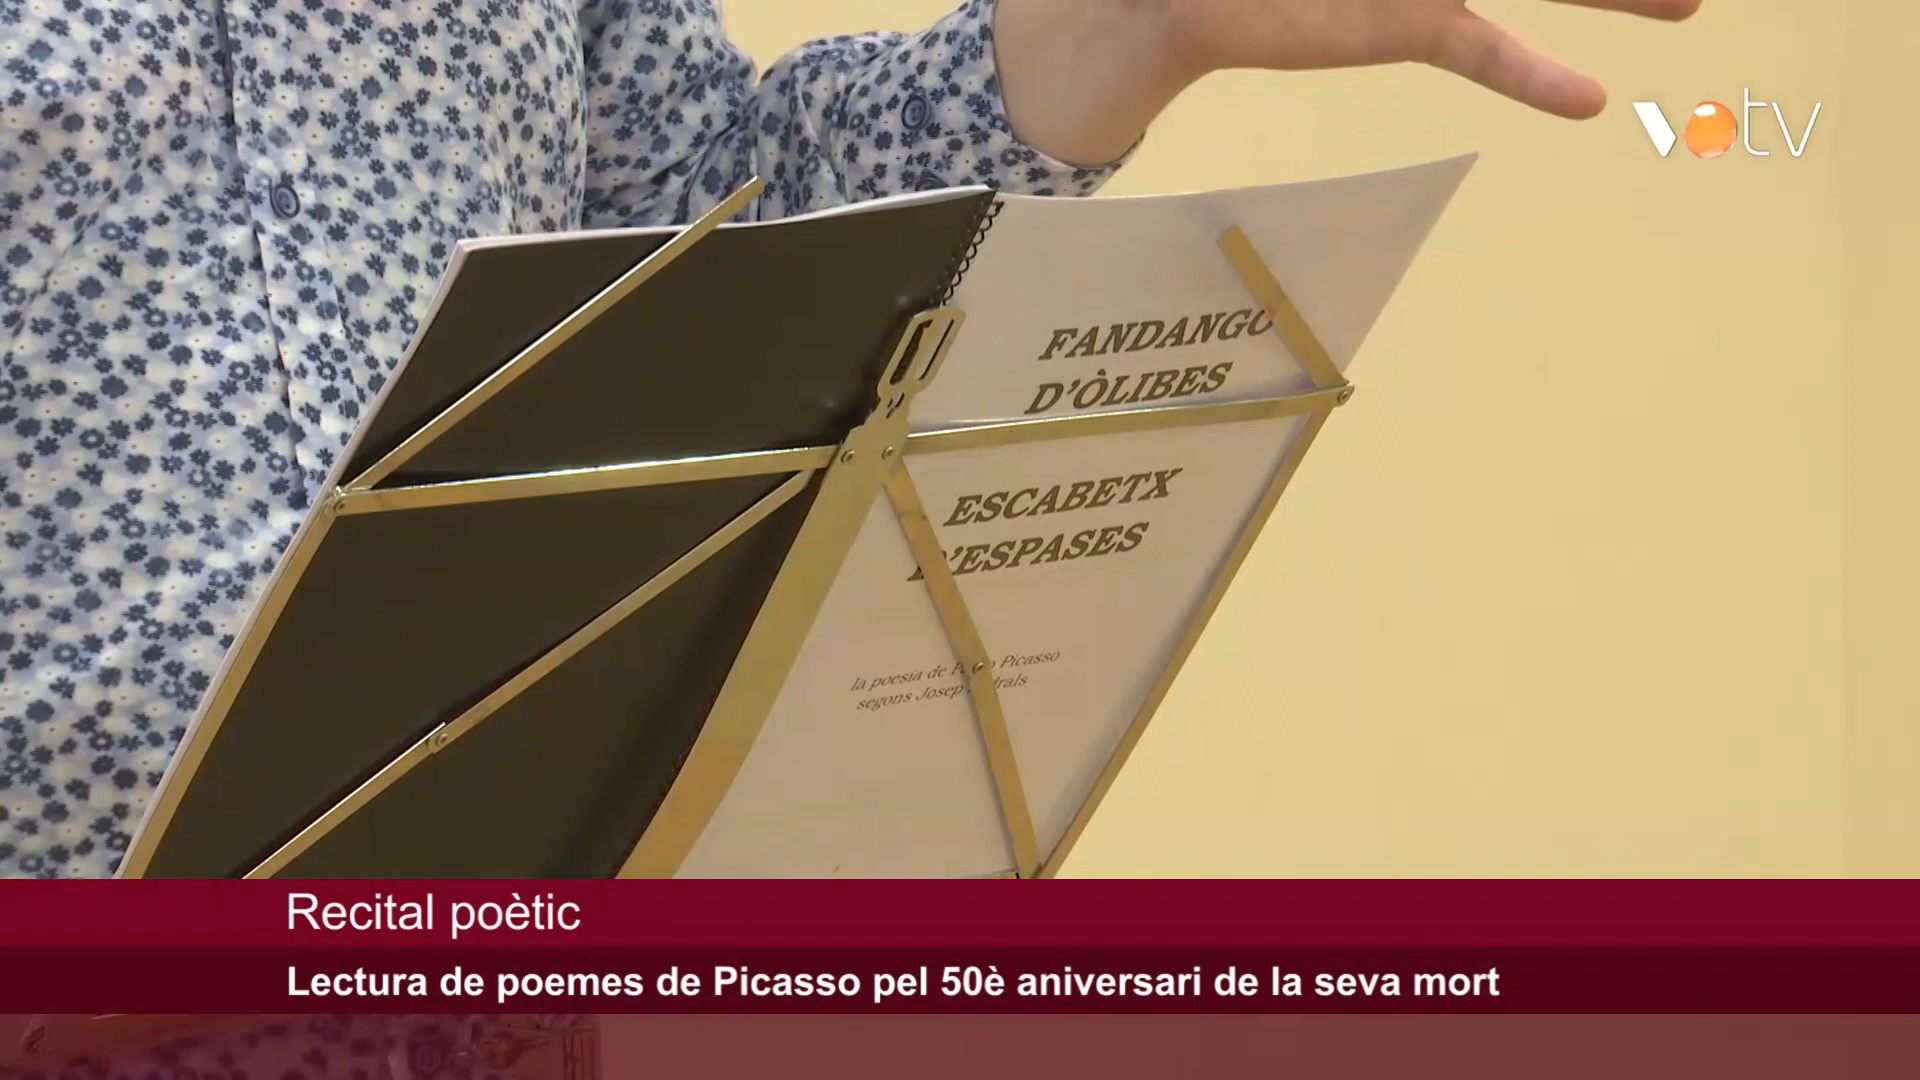 votv
FANDANGO
D'ÒLIBES
ESCABETX
D'ESPASES
la poesia de Pablo Picasso
segons Josep
Recital poètic
Lectura de poemes de Picasso pel 50è aniversari de la seva mort